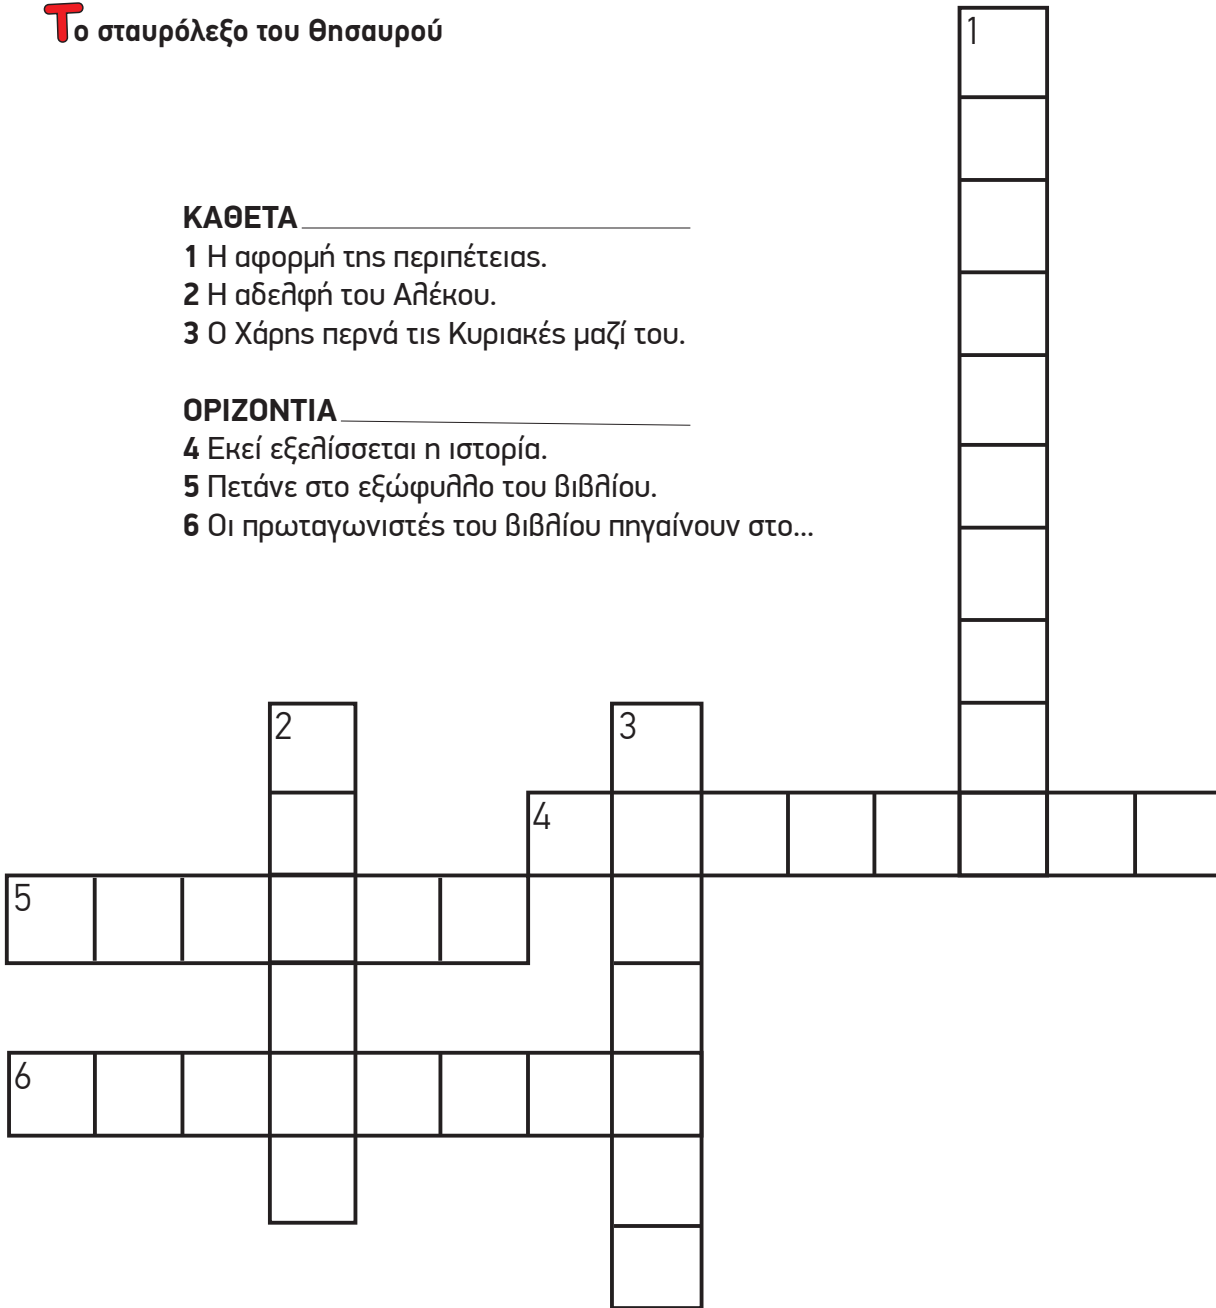 Το σταυρόλεξο του θησαυρού
1
ΚΑΘΕΤΑ
1 Η αφορμή της περιπέτειας.
2 Η αδελφή του Αλέκου.
3 Ο Χάρης περνά τις Κυριακές μαζί του.
ΟΡΙΖΟΝΤΙΑ
4 Εκεί εξελίσσεται η ιστορία.
5 Πετάνε στο εξώφυλλο του βιβλίου.
6 Οι πρωταγωνιστές του βιβλίου πηγαίνουν στο...
2
3
4
5
6